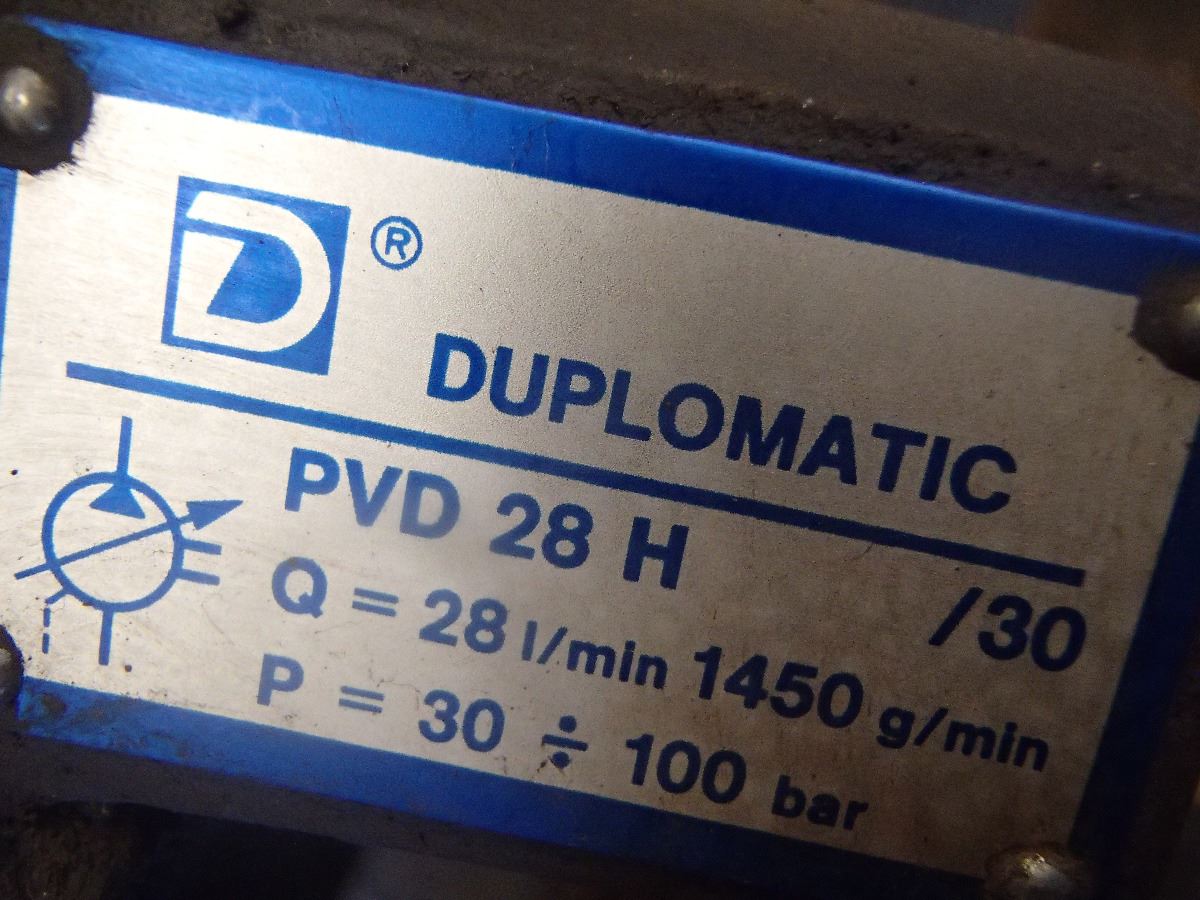 D ®
DUPLOMATIC
PVD 28 H /30
Q = 28 l/min 1450 g/min
P = 30 ÷ 100 bar